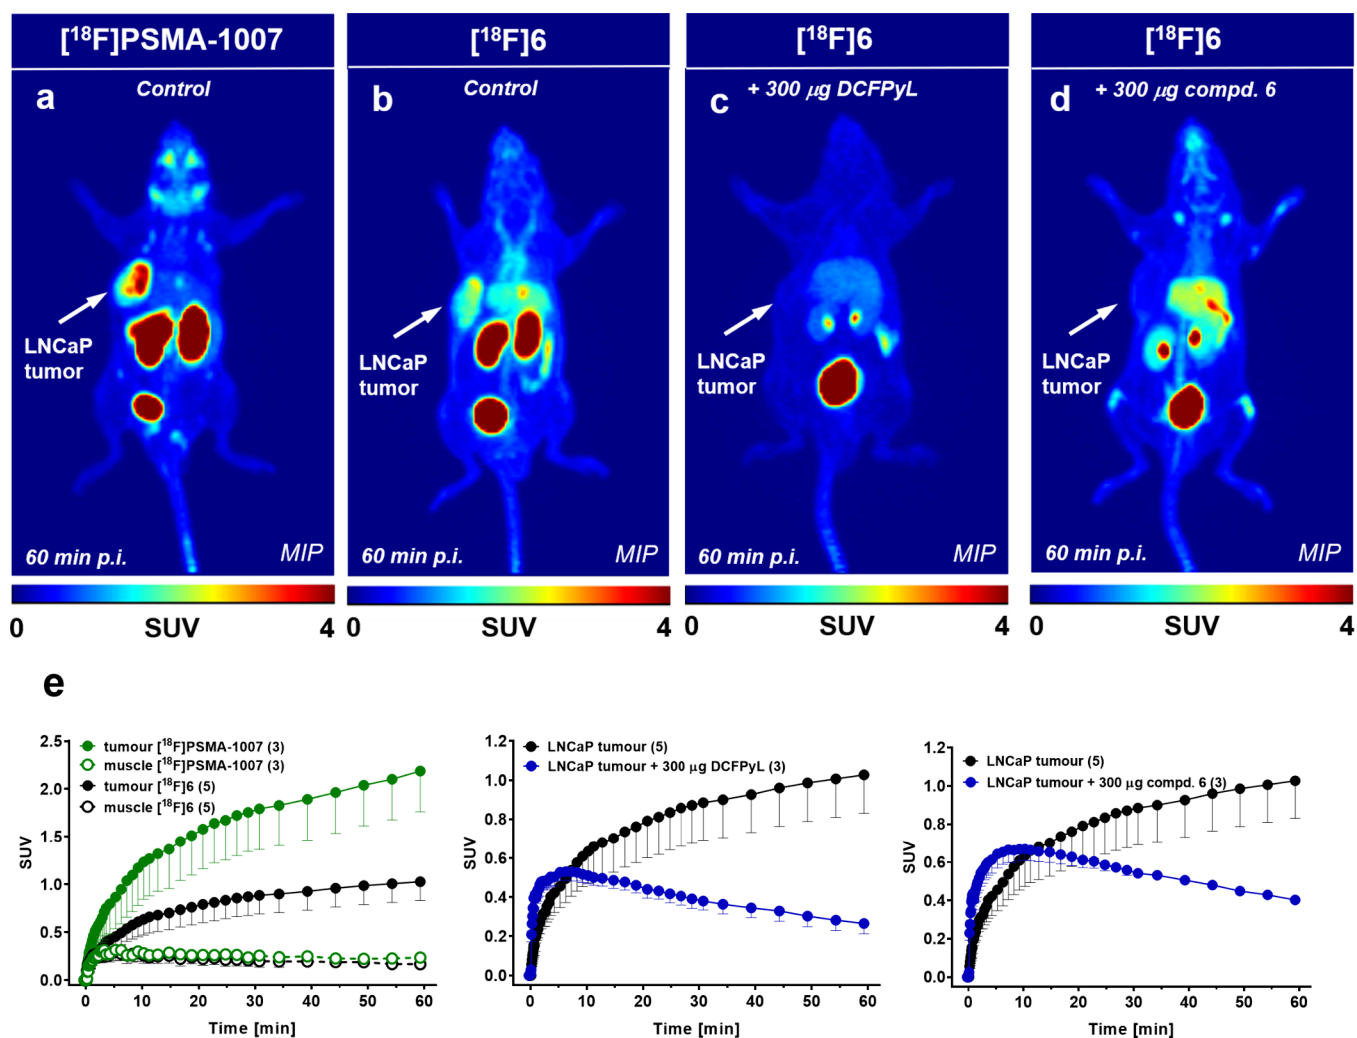 [¹⁸F]PSMA-1007
a
Control
LNCaP
tumor
60 min p.i.
MIP
0
SUV
4
[¹⁸F]6
b
Control
LNCaP
tumor
60 min p.i.
MIP
0
SUV
4
[¹⁸F]6
c
+ 300 µg DCFPyL
LNCaP
tumor
60 min p.i.
MIP
0
SUV
4
[¹⁸F]6
d
+ 300 µg compd. 6
LNCaP
tumor
60 min p.i.
MIP
0
SUV
4
e
tumour [¹⁸F]PSMA-1007 (3)
muscle [¹⁸F]PSMA-1007 (3)
tumour [¹⁸F]6 (5)
muscle [¹⁸F]6 (5)
SUV
2.5
2.0
1.5
1.0
0.5
0.0
0 10 20 30 40 50 60
Time [min]
LNCaP tumour (5)
LNCaP tumour + 300 µg DCFPyL (3)
SUV
1.2
1.0
0.8
0.6
0.4
0.2
0.0
0 10 20 30 40 50 60
Time [min]
LNCaP tumour (5)
LNCaP tumour + 300 µg compd. 6 (3)
SUV
1.2
1.0
0.8
0.6
0.4
0.2
0.0
0 10 20 30 40 50 60
Time [min]